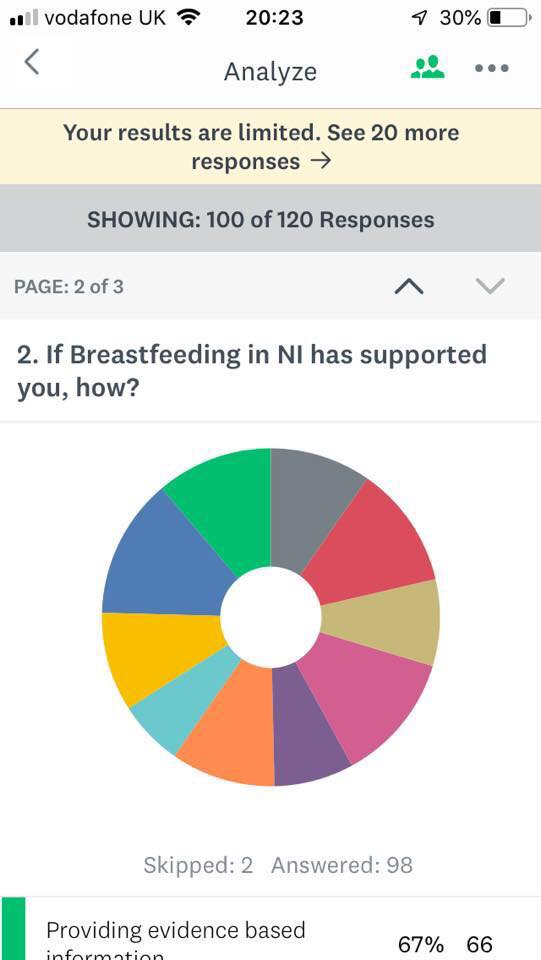 vodafone UK 20:23 30%
Analyze
Your results are limited. See 20 more
responses →
SHOWING: 100 of 120 Responses
PAGE: 2 of 3
2. If Breastfeeding in NI has supported
you, how?
Skipped: 2 Answered: 98
Providing evidence based
information 67% 66